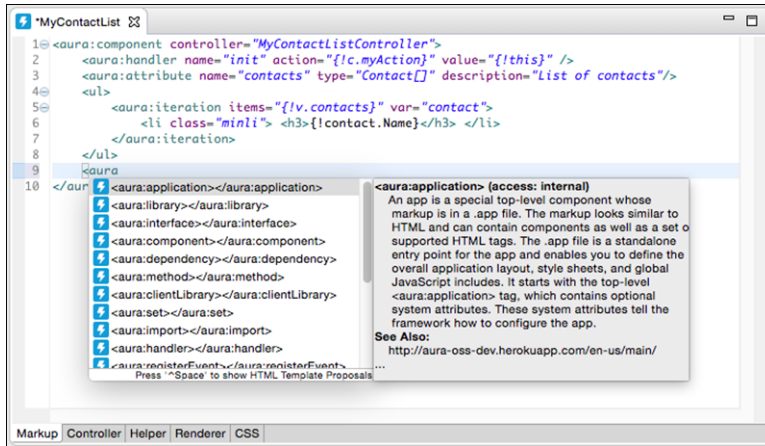 *MyContactList
1 <aura:component controller="MyContactListController">
2 <aura:handler name="init" action="{!c.myAction}" value="{!this}" />
3 <aura:attribute name="contacts" type="Contact[]" description="List of contacts"/>
4 <ul>
5 <aura:iteration items="{!v.contacts}" var="contact">
6 <li class="minli"> <h3>{!contact.Name}</h3> </li>
7 </aura:iteration>
8 </ul>
9 <aura
10 </aur
<aura:application></aura:application>
<aura:library></aura:library>
<aura:interface></aura:interface>
<aura:component></aura:component>
<aura:dependency></aura:dependency>
<aura:method></aura:method>
<aura:clientLibrary></aura:clientLibrary>
<aura:set></aura:set>
<aura:import></aura:import>
<aura:handler></aura:handler>
<aura:registerEvent></aura:registerEvent>
Press '^Space' to show HTML Template Proposals
<aura:application> (access: internal)
An app is a special top-level component whose
markup is in a .app file. The markup looks similar to
HTML and can contain components as well as a set o
supported HTML tags. The .app file is a standalone
entry point for the app and enables you to define the
overall application layout, style sheets, and global
JavaScript includes. It starts with the top-level
<aura:application> tag, which contains optional
system attributes. These system attributes tell the
framework how to configure the app.
See Also:
http://aura-oss-dev.herokuapp.com/en-us/main/
...
Markup Controller Helper Renderer CSS